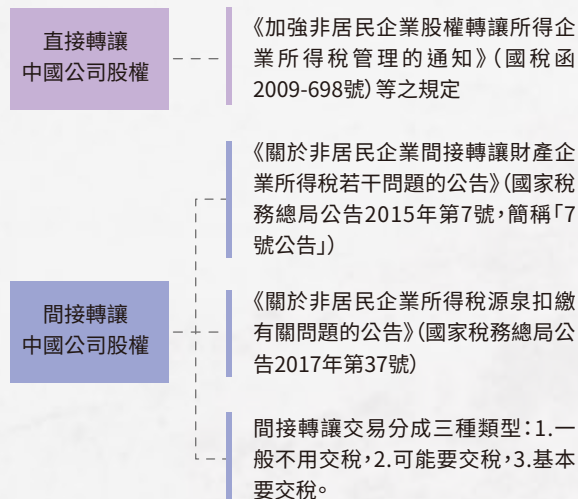 直接轉讓
中國公司股權
《加強非居民企業股權轉讓所得企
業所得稅管理的通知》（國稅函
2009-698號）等之規定
《關於非居民企業間接轉讓財產企
業所得稅若干問題的公告》（國家稅
務總局公告2015年第7號，簡稱「7
號公告」）
間接轉讓
中國公司股權
《關於非居民企業所得稅源泉扣繳
有關問題的公告》（國家稅務總局公
告2017年第37號）
間接轉讓交易分成三種類型：1.一
般不用交稅，2.可能要交稅，3.基本
要交稅。